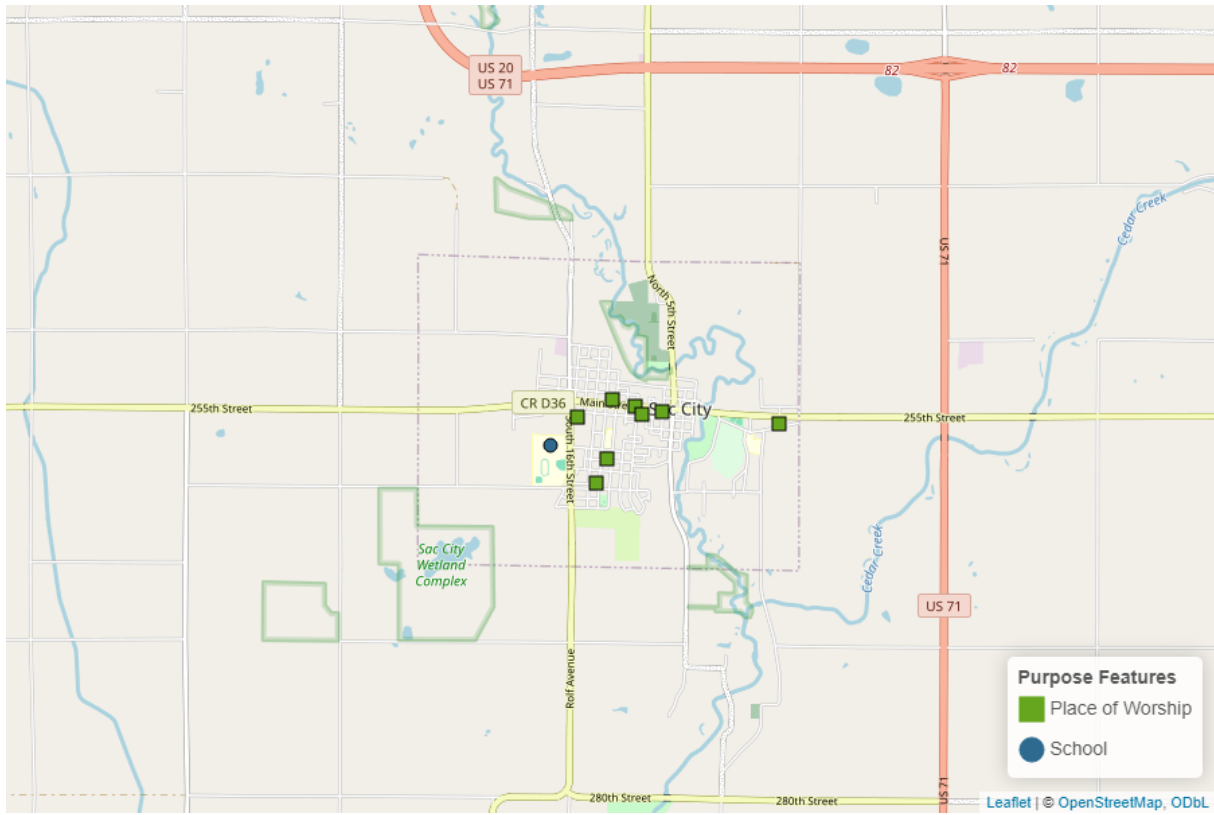 US 20
US 71
82
82
Cedar Creek
US 71
North 5th Street
255th Street
CR D36
Sac City
255th Street
South 16th Street
Sac City
Wetland
Complex
Cedar Creek
US 71
Rolf Avenue
Purpose Features
Place of Worship
School
US 71
280th Street
280th Street
Leaflet | © OpenStreetMap, ODbL